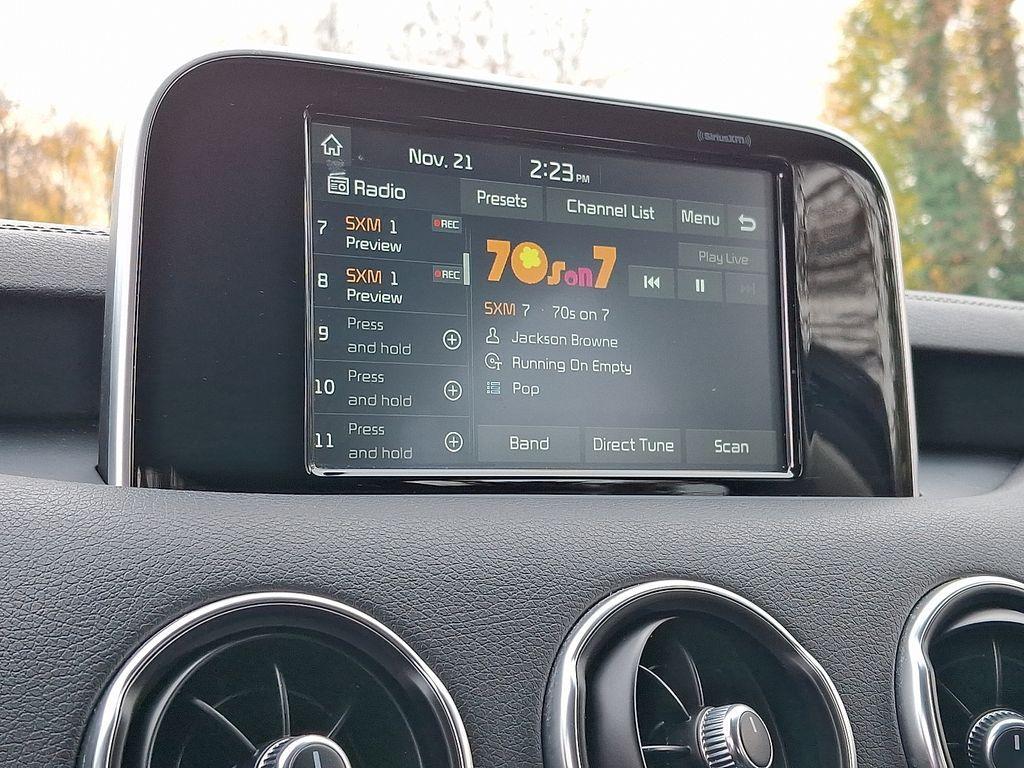 ((SiriusXM))
Nov. 21 2:23 PM
Radio Presets Channel List Menu
7 SXM 1 REC
Preview
8 SXM 1 REC
Preview
9 Press
and hold
10 Press
and hold
11 Press
and hold
70s on 7
Play Live
SXM 7 · 70s on 7
Jackson Browne
Running On Empty
Pop
Band Direct Tune Scan